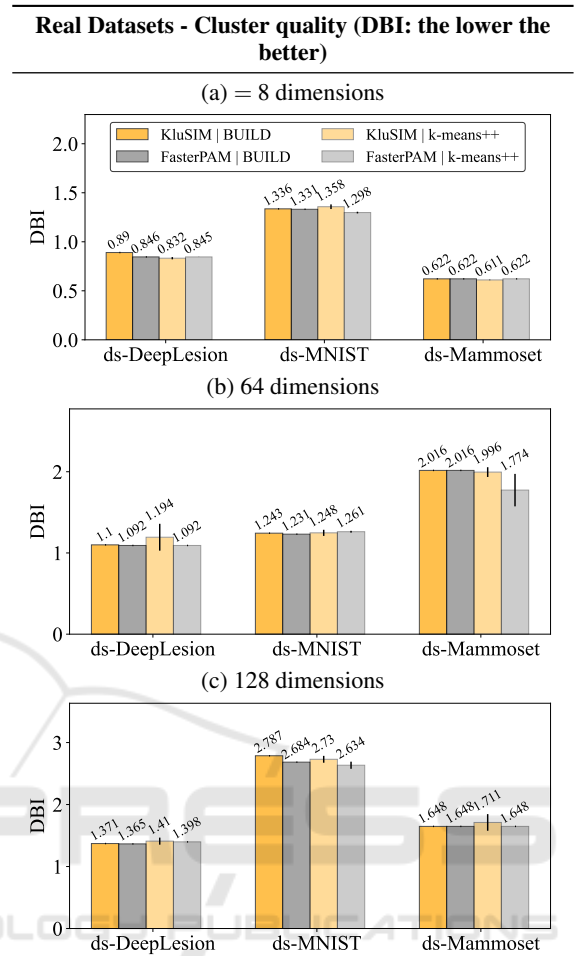 Real Datasets - Cluster quality (DBI: the lower the
better)
(a) = 8 dimensions
KluSIM | BUILD
KluSIM | k-means++
FasterPAM | BUILD
FasterPAM | k-means++
DBI
2.0
1.5
1.0
0.5
0.0
0.89 0.846 0.832 0.845
1.336 1.331 1.358 1.298
0.622 0.622 0.611 0.622
ds-DeepLesion ds-MNIST ds-Mammoset
(b) 64 dimensions
DBI
2
1
0
1.1 1.092 1.194 1.092
1.243 1.231 1.248 1.261
2.016 2.016 1.996 1.774
ds-DeepLesion ds-MNIST ds-Mammoset
(c) 128 dimensions
DBI
3
2
1
0
1.371 1.365 1.41 1.398
2.787 2.684 2.73 2.634
1.648 1.648 1.711 1.648
ds-DeepLesion ds-MNIST ds-Mammoset
PRESS
OLOGY PUBLICATIONS